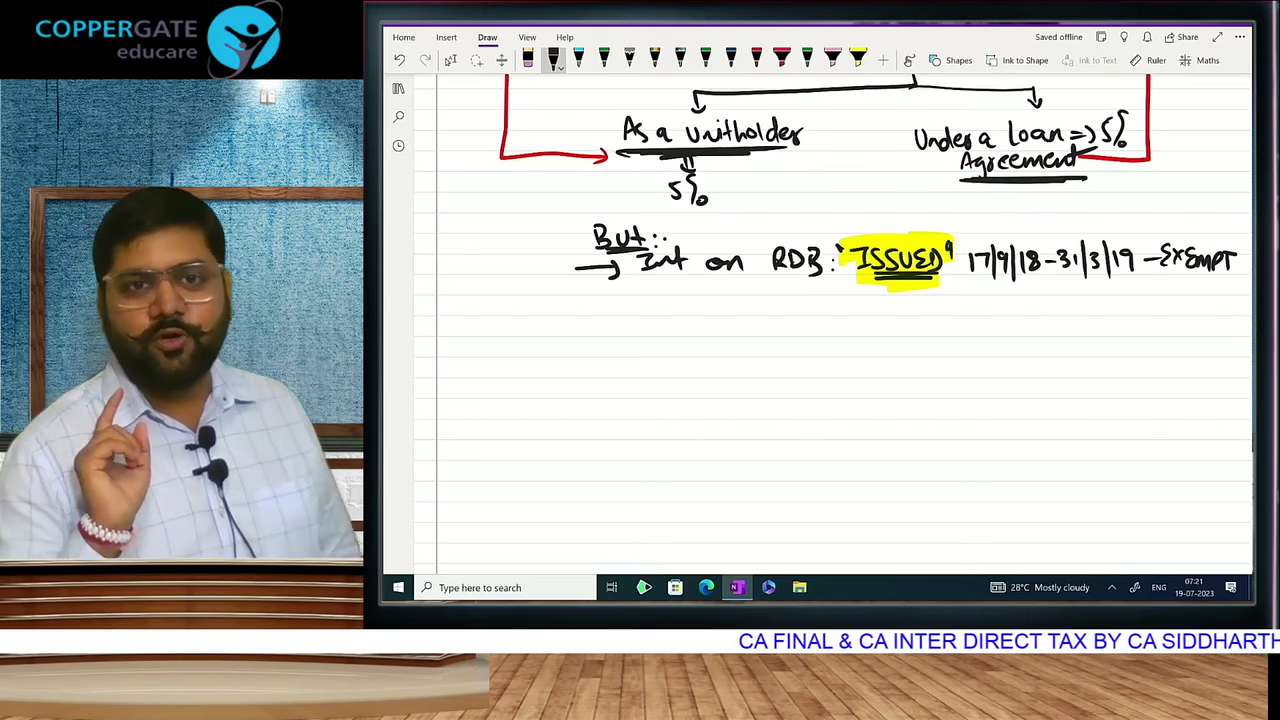 COPPERGATE
educare
Home Insert Draw View Help
Saved offline
Share
Shapes
Ink to Shape
Ink to Text
Ruler
Maths
As a unitholder
5%
Under a loan => 5%
Agreement
But:
Int on RDB: "ISSUED" 17/9/18-31/3/19 - EXEMPT
Type here to search
28°C Mostly cloudy
ENG
07:21
19-07-2023
CA FINAL & CA INTER DIRECT TAX BY CA SIDDHARTH